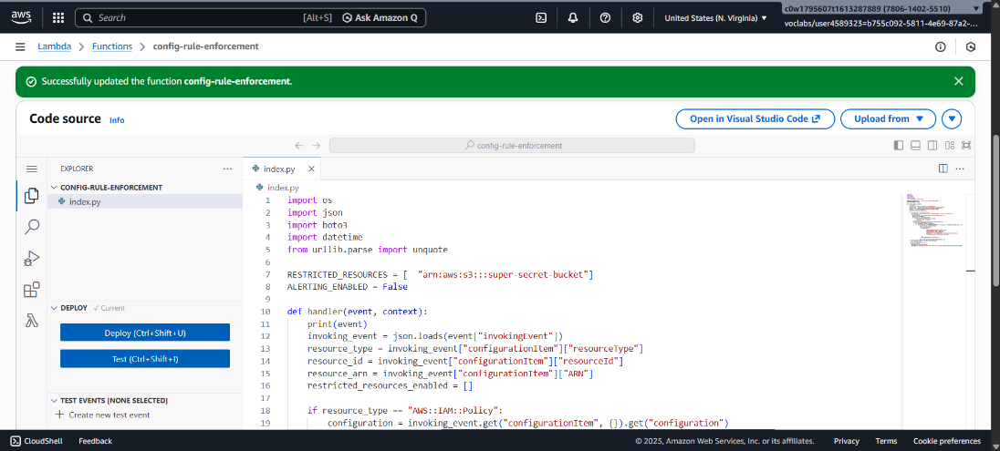 aws Search [Alt+S] Ask Amazon Q United States (N. Virginia) ▼ c0w1795607t1613287889 (7806-1402-5510) ▼
voclabs/user4589323=b755c092-5811-4e69-87a2-...
Lambda > Functions > config-rule-enforcement
Successfully updated the function config-rule-enforcement.
Code source Info Open in Visual Studio Code Upload from ▼
config-rule-enforcement
EXPLORER ... index.py ×
CONFIG-RULE-ENFORCEMENT index.py
index.py
1 import os
2 import json
3 import boto3
4 import datetime
5 from urllib.parse import unquote
6
7 RESTRICTED_RESOURCES = [  "arn:aws:s3:::super-secret-bucket"]
8 ALERTING_ENABLED = False
9
10 def handler(event, context):
11     print(event)
12     invoking_event = json.loads(event["invokingEvent"])
13     resource_type = invoking_event["configurationItem"]["resourceType"]
14     resource_id = invoking_event["configurationItem"]["resourceId"]
15     resource_arn = invoking_event["configurationItem"]["ARN"]
16     restricted_resources_enabled = []
17
18     if resource_type == "AWS::IAM::Policy":
19         configuration = invoking_event.get("configurationItem", {}).get("configuration")
DEPLOY ✓ Current
Deploy (Ctrl+Shift+U)
Test (Ctrl+Shift+I)
TEST EVENTS [NONE SELECTED]
+ Create new test event
CloudShell Feedback © 2025, Amazon Web Services, Inc. or its affiliates. Privacy Terms Cookie preferences